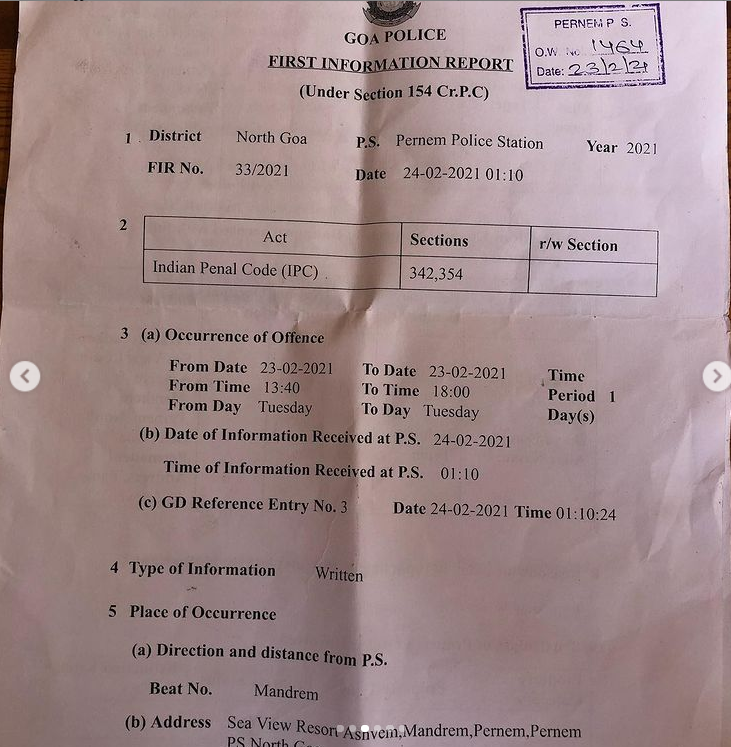 GOA POLICE
FIRST INFORMATION REPORT
(Under Section 154 Cr.P.C)
PERNEM P S.
O.W No. 1464
Date: 23/2/21
1 District North Goa P.S. Pernem Police Station Year 2021
FIR No. 33/2021 Date 24-02-2021 01:10
2
Act Sections r/w Section
Indian Penal Code (IPC) 342,354
3 (a) Occurrence of Offence
From Date 23-02-2021 To Date 23-02-2021 Time
From Time 13:40 To Time 18:00 Period 1
From Day Tuesday To Day Tuesday Day(s)
(b) Date of Information Received at P.S. 24-02-2021
Time of Information Received at P.S. 01:10
(c) GD Reference Entry No. 3 Date 24-02-2021 Time 01:10:24
4 Type of Information Written
5 Place of Occurrence
(a) Direction and distance from P.S.
Beat No. Mandrem
(b) Address Sea View Resort Ashvem,Mandrem,Pernem,Pernem
PS North